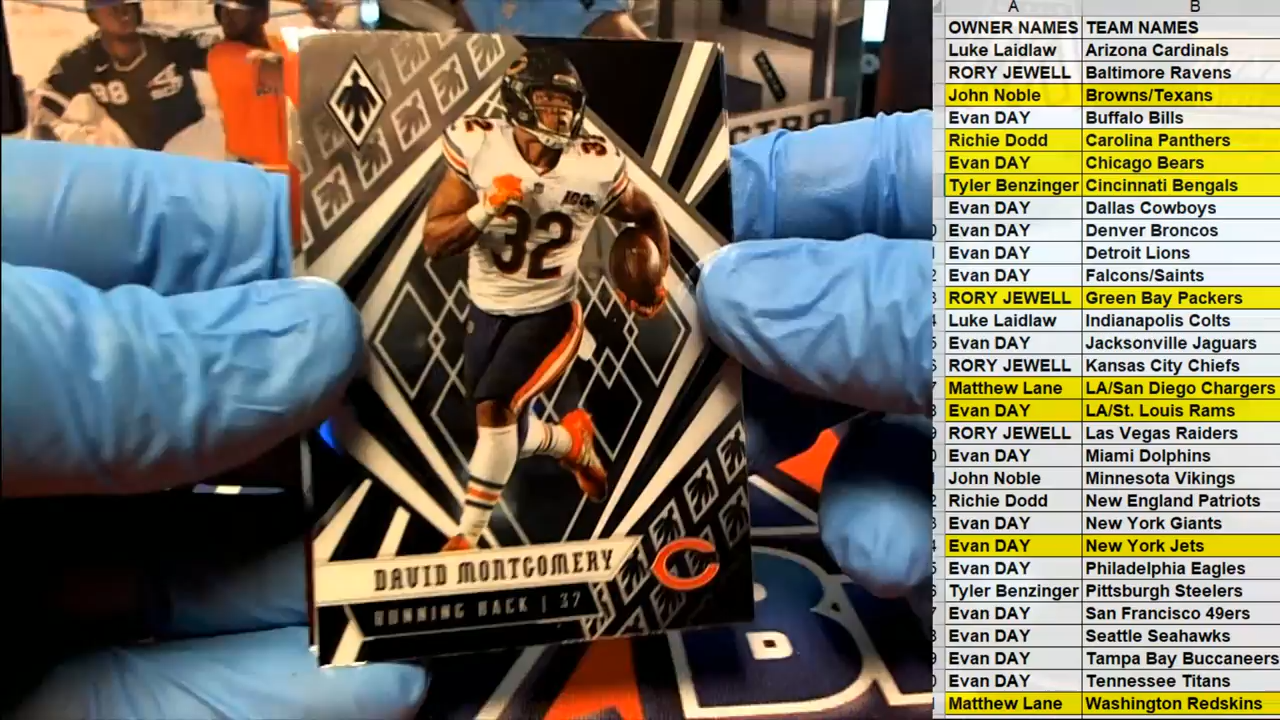 DAVID MONTGOMERY
RUNNING BACK | 32
32
32
100
98
A B
OWNER NAMES TEAM NAMES
Luke Laidlaw Arizona Cardinals
RORY JEWELL Baltimore Ravens
John Noble Browns/Texans
Evan DAY Buffalo Bills
Richie Dodd Carolina Panthers
Evan DAY Chicago Bears
Tyler Benzinger Cincinnati Bengals
Evan DAY Dallas Cowboys
Evan DAY Denver Broncos
Evan DAY Detroit Lions
Evan DAY Falcons/Saints
RORY JEWELL Green Bay Packers
Luke Laidlaw Indianapolis Colts
Evan DAY Jacksonville Jaguars
RORY JEWELL Kansas City Chiefs
Matthew Lane LA/San Diego Chargers
Evan DAY LA/St. Louis Rams
RORY JEWELL Las Vegas Raiders
Evan DAY Miami Dolphins
John Noble Minnesota Vikings
Richie Dodd New England Patriots
Evan DAY New York Giants
Evan DAY New York Jets
Evan DAY Philadelphia Eagles
Tyler Benzinger Pittsburgh Steelers
Evan DAY San Francisco 49ers
Evan DAY Seattle Seahawks
Evan DAY Tampa Bay Buccaneers
Evan DAY Tennessee Titans
Matthew Lane Washington Redskins